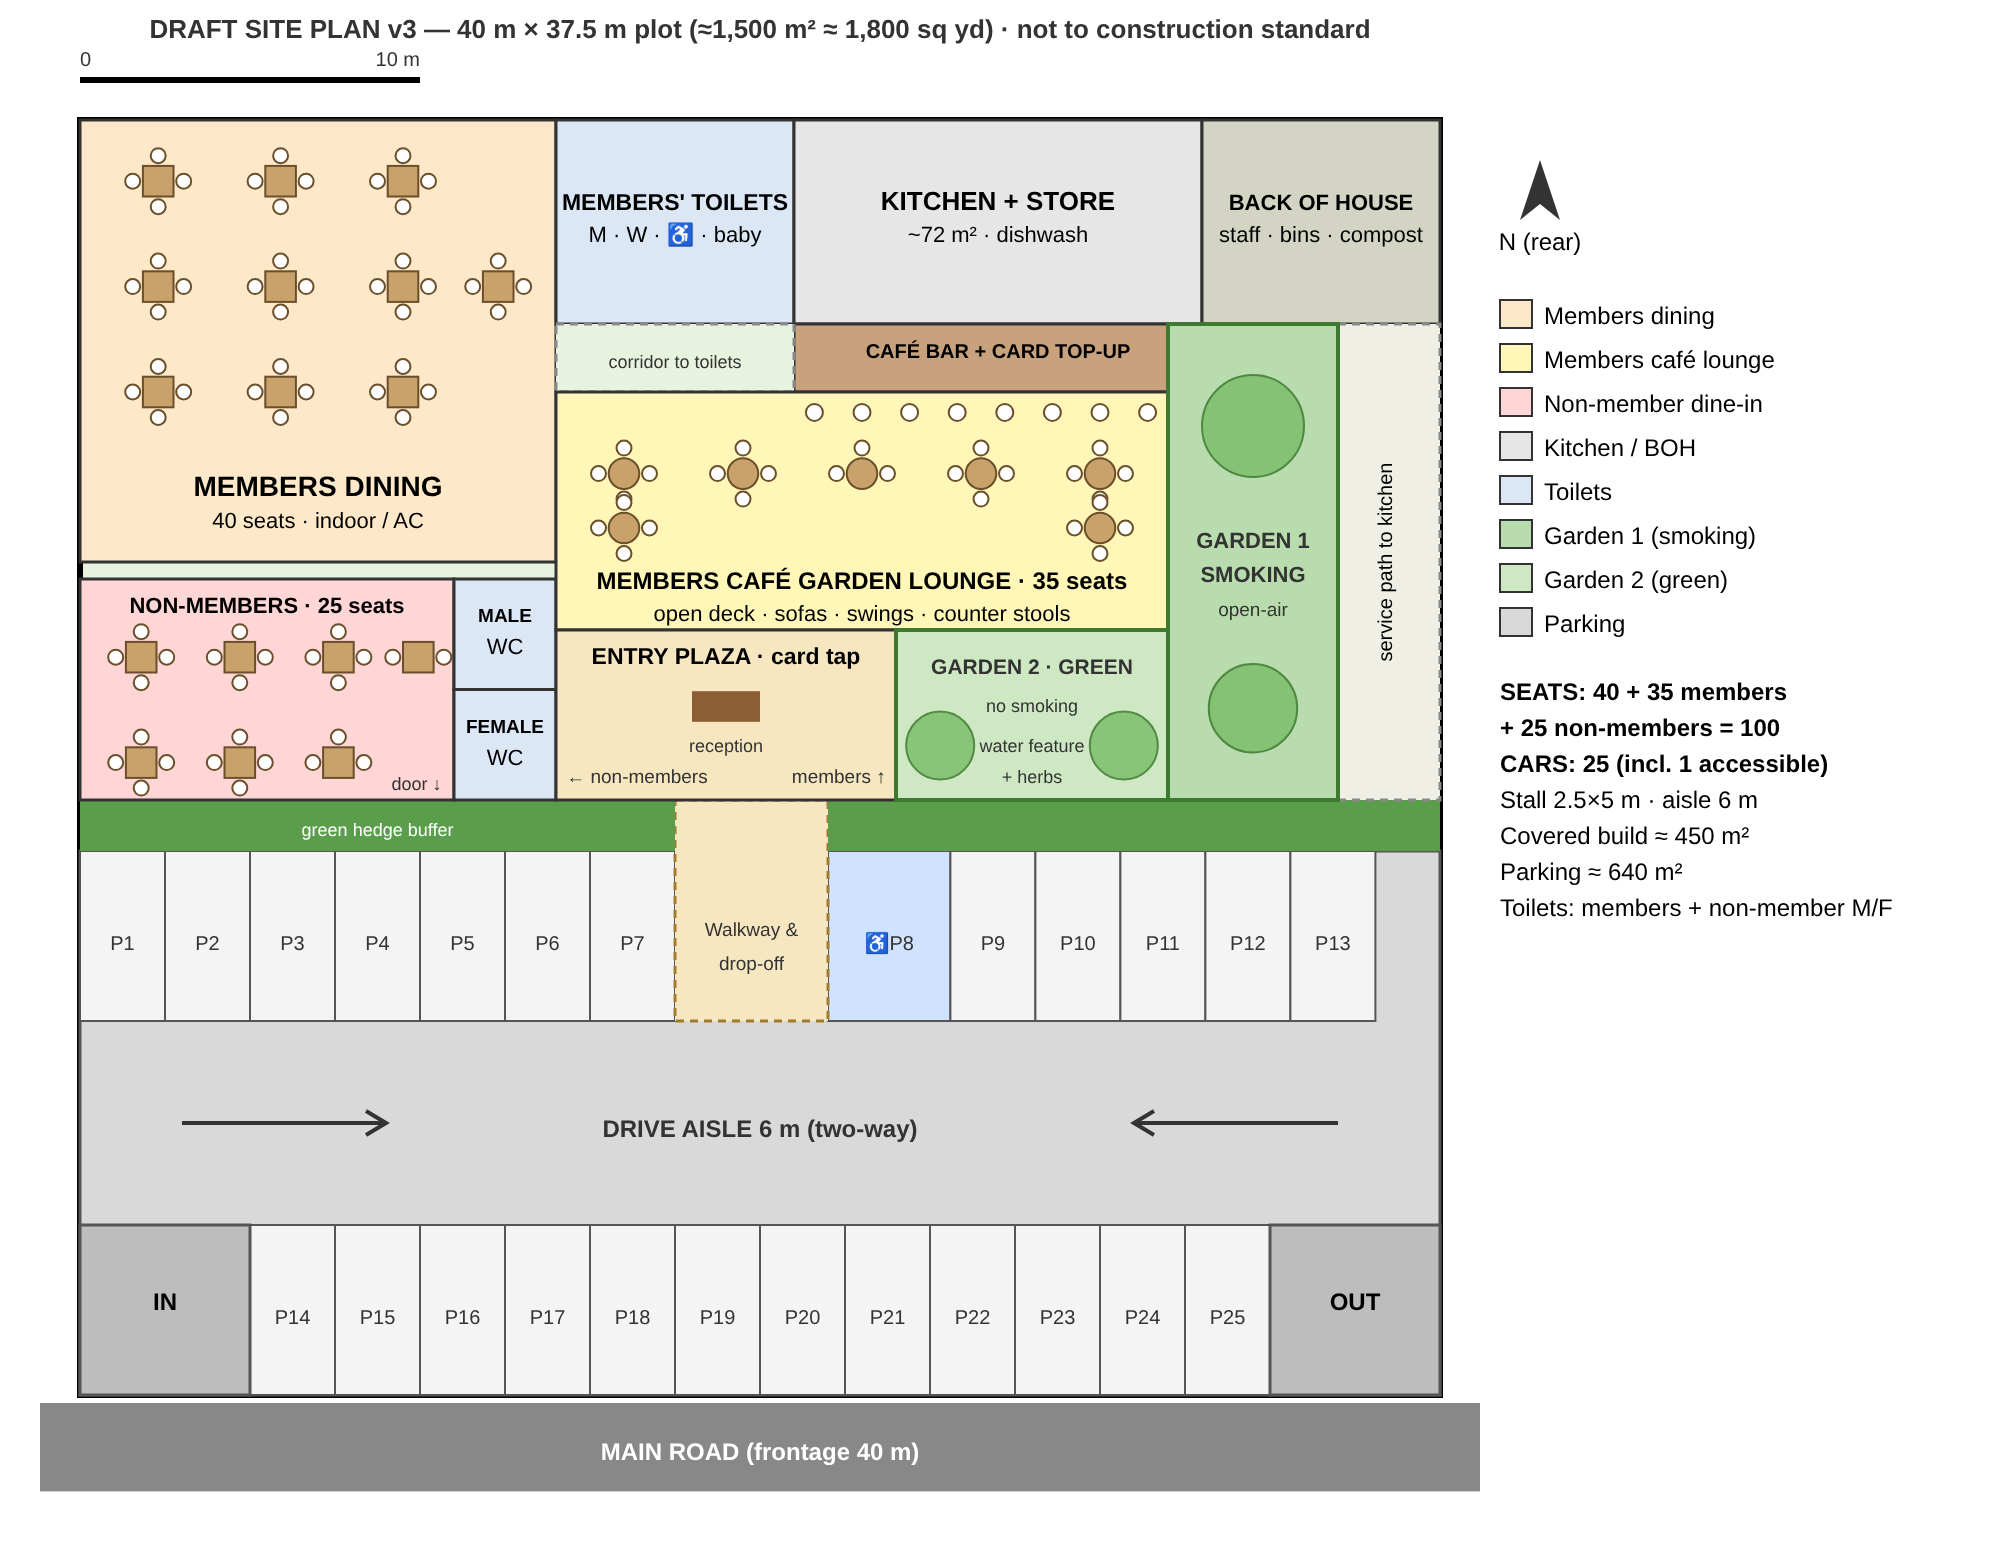 DRAFT SITE PLAN v3 — 40 m × 37.5 m plot (≈1,500 m² ≈ 1,800 sq yd) · not to construction standard
0
10 m
MEMBERS' TOILETS
M · W · ♿ · baby
KITCHEN + STORE
~72 m² · dishwash
BACK OF HOUSE
staff · bins · compost
N (rear)
corridor to toilets
CAFÉ BAR + CARD TOP-UP
MEMBERS DINING
40 seats · indoor / AC
MEMBERS CAFÉ GARDEN LOUNGE · 35 seats
open deck · sofas · swings · counter stools
GARDEN 1
SMOKING
open-air
service path to kitchen
NON-MEMBERS · 25 seats
door ↓
MALE
WC
FEMALE
WC
ENTRY PLAZA · card tap
reception
← non-members
members ↑
GARDEN 2 · GREEN
no smoking
water feature
+ herbs
green hedge buffer
P1
P2
P3
P4
P5
P6
P7
Walkway &
drop-off
♿P8
P9
P10
P11
P12
P13
DRIVE AISLE 6 m (two-way)
IN
P14
P15
P16
P17
P18
P19
P20
P21
P22
P23
P24
P25
OUT
MAIN ROAD (frontage 40 m)
Members dining
Members café lounge
Non-member dine-in
Kitchen / BOH
Toilets
Garden 1 (smoking)
Garden 2 (green)
Parking
SEATS: 40 + 35 members
+ 25 non-members = 100
CARS: 25 (incl. 1 accessible)
Stall 2.5×5 m · aisle 6 m
Covered build ≈ 450 m²
Parking ≈ 640 m²
Toilets: members + non-member M/F